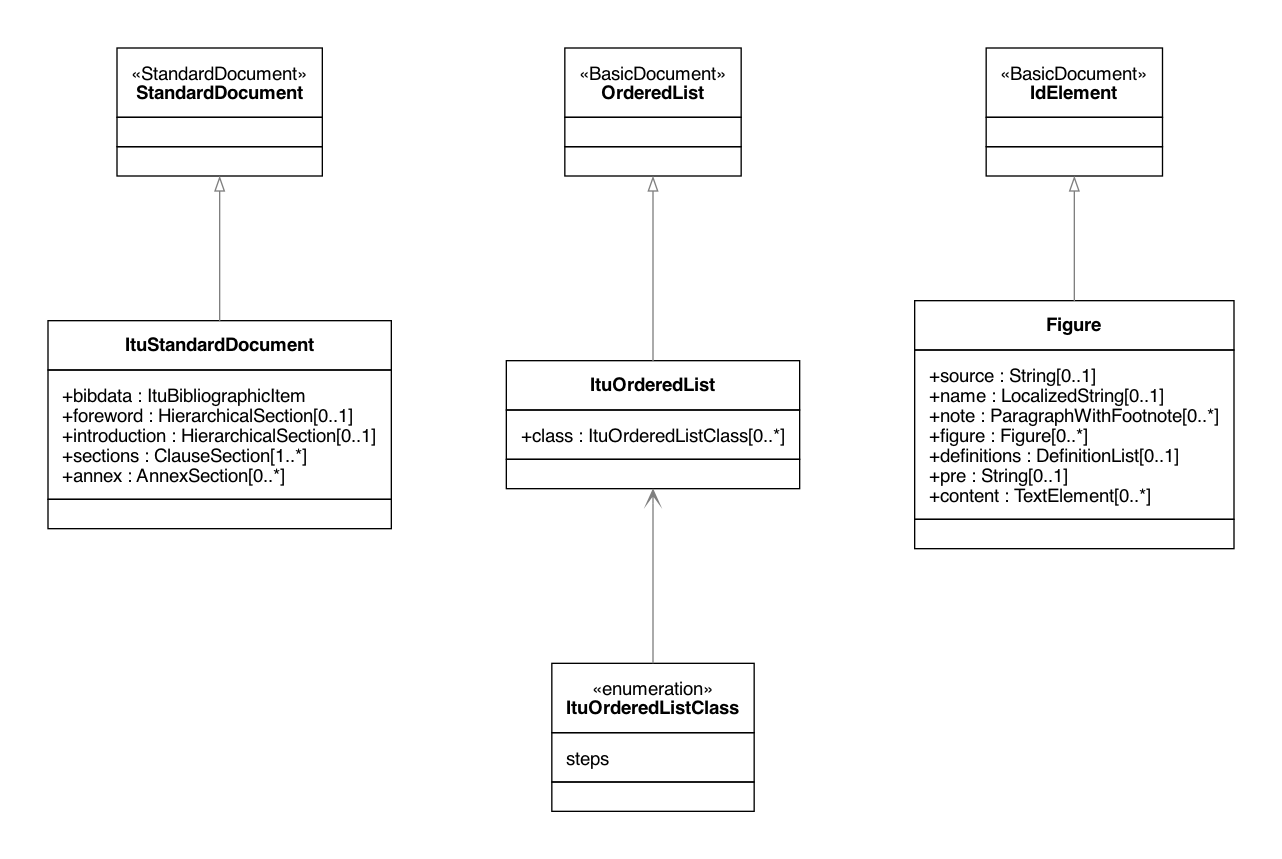 «StandardDocument»
StandardDocument
«BasicDocument»
OrderedList
«BasicDocument»
IdElement
ItuStandardDocument
+bibdata : ItuBibliographicItem
+foreword : HierarchicalSection[0..1]
+introduction : HierarchicalSection[0..1]
+sections : ClauseSection[1..*]
+annex : AnnexSection[0..*]
ItuOrderedList
+class : ItuOrderedListClass[0..*]
Figure
+source : String[0..1]
+name : LocalizedString[0..1]
+note : ParagraphWithFootnote[0..*]
+figure : Figure[0..*]
+definitions : DefinitionList[0..1]
+pre : String[0..1]
+content : TextElement[0..*]
«enumeration»
ItuOrderedListClass
steps